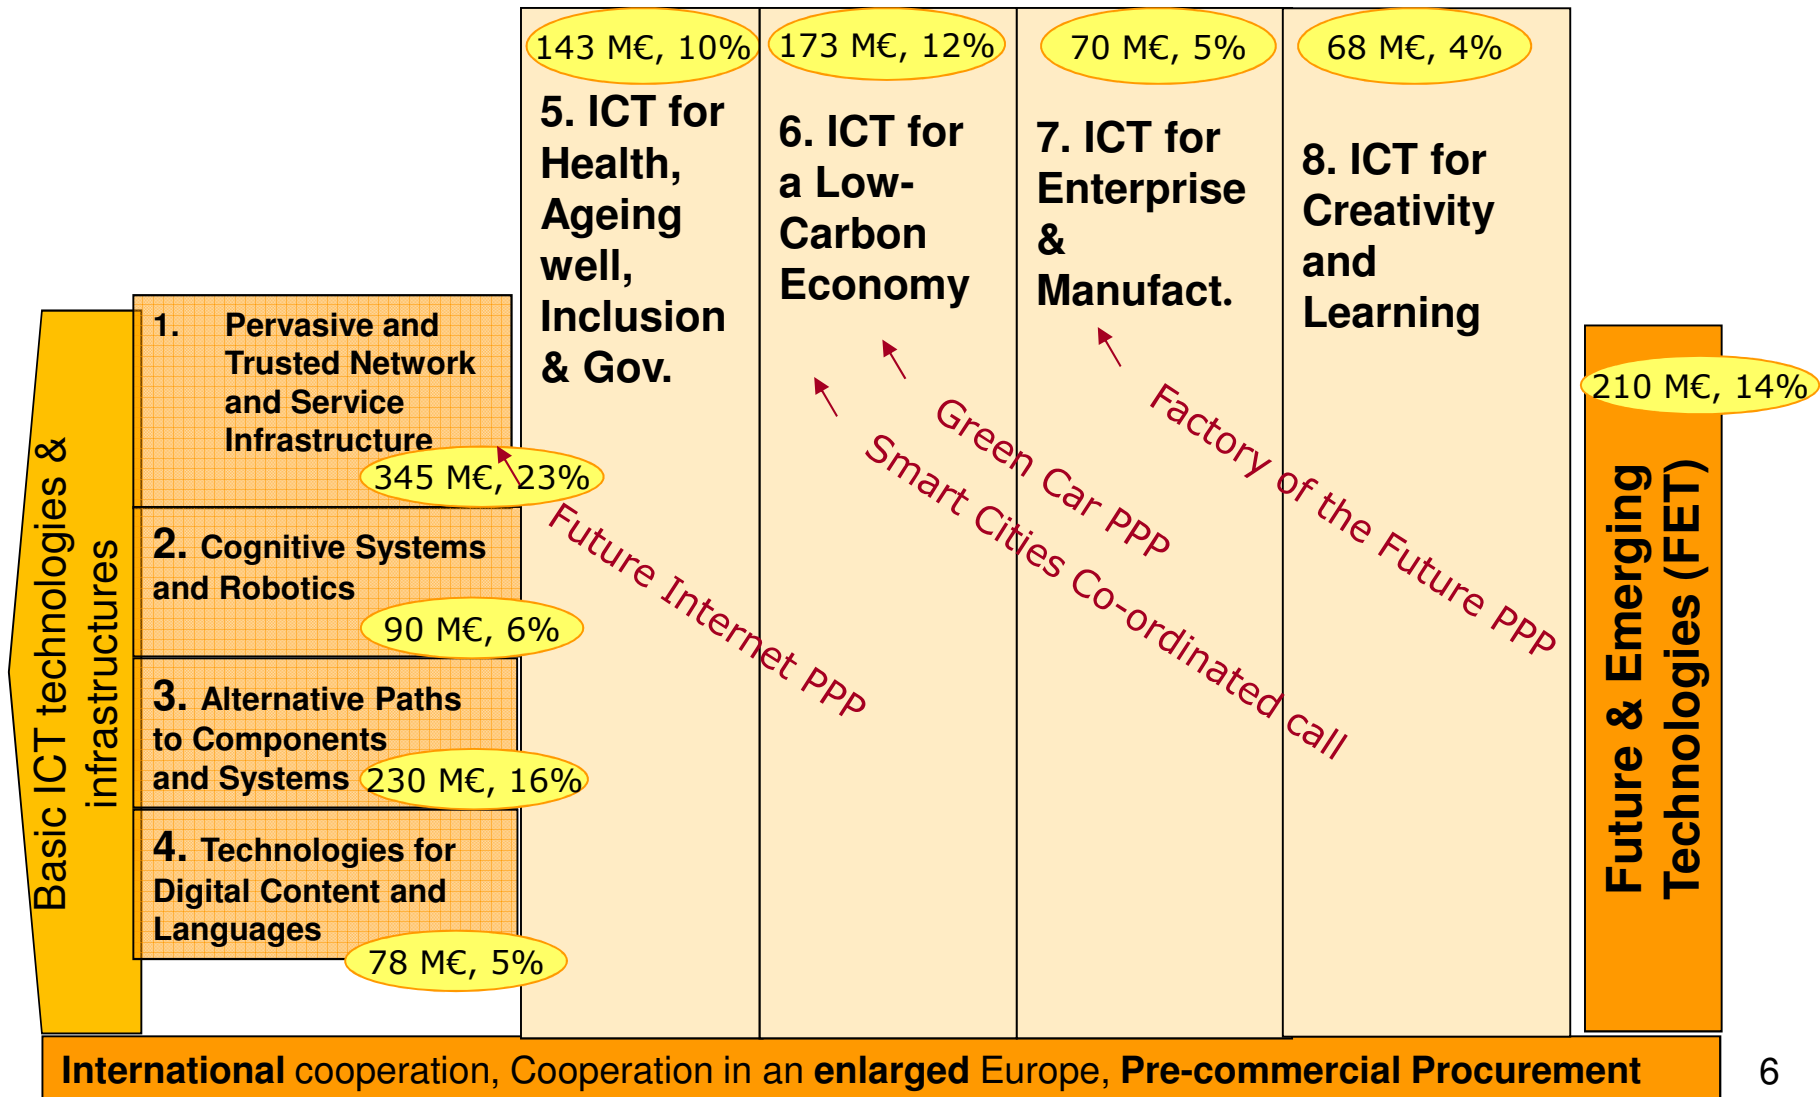 143 M€, 10%
173 M€, 12%
70 M€, 5%
68 M€, 4%
5. ICT for
Health,
Ageing
well,
Inclusion
& Gov.
6. ICT for
a Low-
Carbon
Economy
7. ICT for
Enterprise
&
Manufact.
8. ICT for
Creativity
and
Learning
Basic ICT technologies &
infrastructures
1. Pervasive and
Trusted Network
and Service
Infrastructure
345 M€, 23%
2. Cognitive Systems
and Robotics
90 M€, 6%
3. Alternative Paths
to Components
and Systems
230 M€, 16%
4. Technologies for
Digital Content and
Languages
78 M€, 5%
Future Internet PPP
Smart Cities Co-ordinated call
Green Car PPP
Factory of the Future PPP
210 M€, 14%
Future & Emerging
Technologies (FET)
International cooperation, Cooperation in an enlarged Europe, Pre-commercial Procurement
6